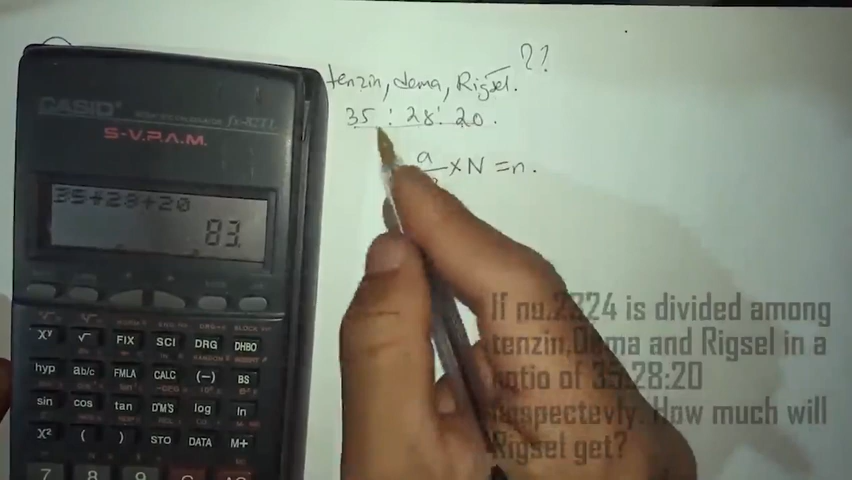 tenzin, dema, Rigsel. ??
35 : 28 : 20.
a × N = n.
CASIO
S-V.P.A.M.
35+28+20
83.
FIX SCI DRG DHBO
hyp ab/c FMLA CALC (−) BS
sin cos tan D°M'S log ln
X² ( ) STO DATA M+
7 8 9
If nu.2324 is divided among
tenzin,Dema and Rigsel in a
ratio of 35:28:20
respectevly. How much will
Rigsel get?